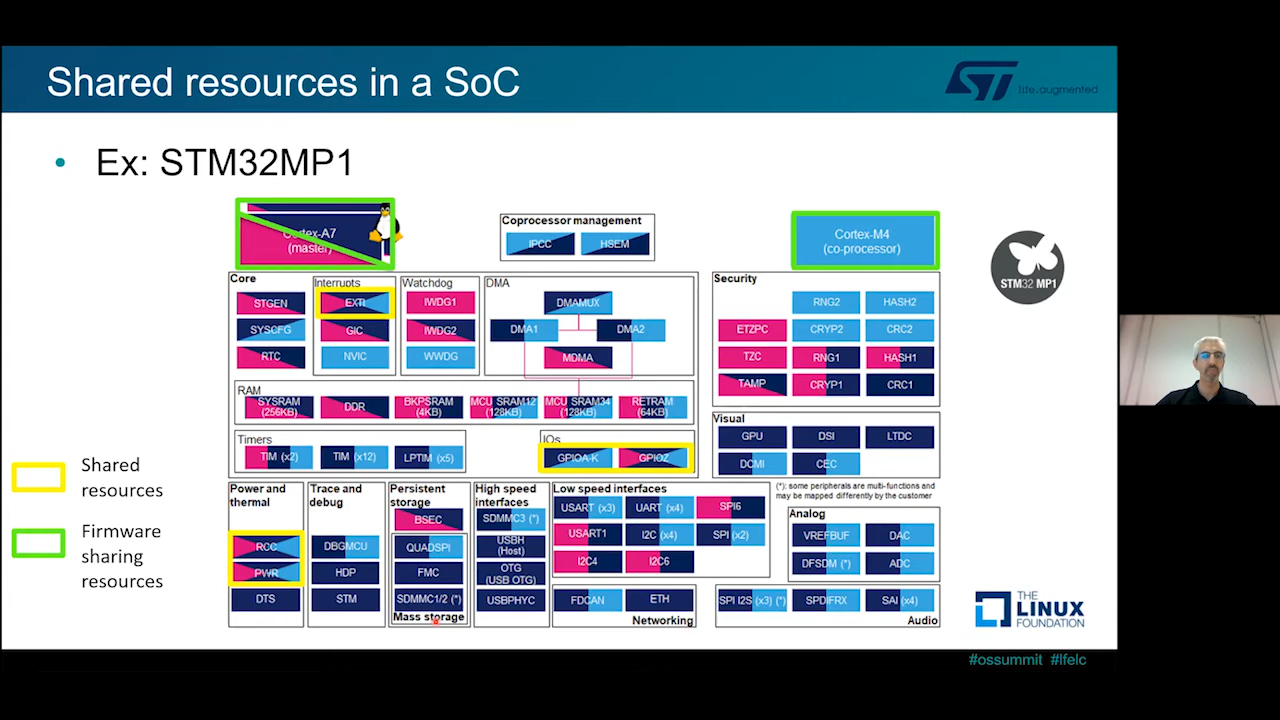 Shared resources in a SoC
ST life.augmented
• Ex: STM32MP1
Cortex-A7
(master)
Coprocessor management
IPCC
HSEM
Cortex-M4
(co-processor)
STM32 MP1
Core
STGEN
SYSCFG
RTC
Interrupts
EXTI
GIC
NVIC
Watchdog
IWDG1
IWDG2
WWDG
DMA
DMAMUX
DMA1
DMA2
MDMA
Security
RNG2
HASH2
ETZPC
CRYP2
CRC2
TZC
RNG1
HASH1
TAMP
CRYP1
CRC1
RAM
SYSRAM
(256KB)
DDR
BKPSRAM
(4KB)
MCU SRAM12
(128KB)
MCU SRAM34
(128KB)
RETRAM
(64KB)
Timers
TIM (x2)
TIM (x12)
LPTIM (x5)
IOs
GPIOA-K
GPIOZ
Visual
GPU
DSI
LTDC
DCMI
CEC
(*): some peripherals are multi-functions and
may be mapped differently by the customer
Shared
resources
Firmware
sharing
resources
Power and
thermal
RCC
PWR
DTS
Trace and
debug
DBGMCU
HDP
STM
Persistent
storage
BSEC
QUADSPI
FMC
SDMMC1/2 (*)
Mass storage
High speed
interfaces
SDMMC3 (*)
USBH
(Host)
OTG
(USB OTG)
USBPHYC
Low speed interfaces
USART (x3)
UART (x4)
SPI6
USART1
I2C (x4)
SPI (x2)
I2C4
I2C6
FDCAN
ETH
Networking
Analog
VREFBUF
DAC
DFSDM (*)
ADC
SPI I2S (x3) (*)
SPDIFRX
SAI (x4)
Audio
THE
LINUX
FOUNDATION
#ossummit #lfelc